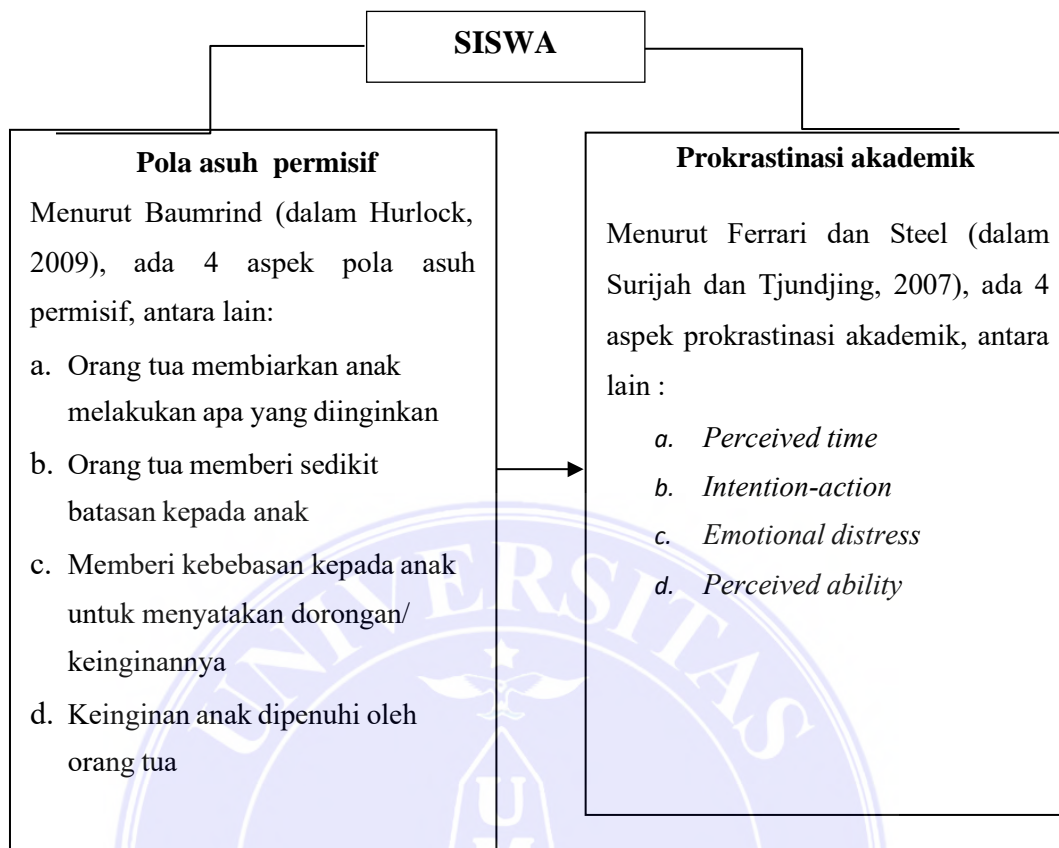 SISWA
Pola asuh permisif
Menurut Baumrind (dalam Hurlock,
2009), ada 4 aspek pola asuh
permisif, antara lain:
a. Orang tua membiarkan anak
melakukan apa yang diinginkan
b. Orang tua memberi sedikit
batasan kepada anak
c. Memberi kebebasan kepada anak
untuk menyatakan dorongan/
keinginannya
d. Keinginan anak dipenuhi oleh
orang tua
Prokrastinasi akademik
Menurut Ferrari dan Steel (dalam
Surijah dan Tjundjing, 2007), ada 4
aspek prokrastinasi akademik, antara
lain :
a. Perceived time
b. Intention-action
c. Emotional distress
d. Perceived ability
UNIVERSITAS
U